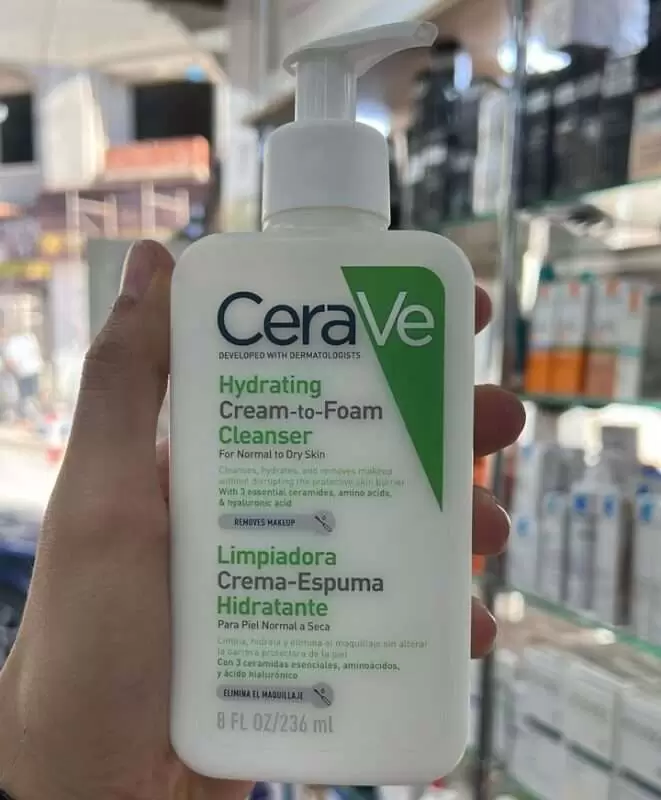 CeraVe
DEVELOPED WITH DERMATOLOGISTS
Hydrating
Cream-to-Foam
Cleanser
For Normal to Dry Skin
Cleanses, hydrates, and removes makeup
without disrupting the protective skin barrier
With 3 essential ceramides, amino acids,
& hyaluronic acid
REMOVES MAKEUP
Limpiadora
Crema-Espuma
Hidratante
Para Piel Normal a Seca
Limpia, hidrata y elimina el maquillaje sin alterar
la barrera protectora de la piel
Con 3 ceramidas esenciales, aminoácidos,
y ácido hialurónico
ELIMINA EL MAQUILLAJE
8 FL OZ/236 ml